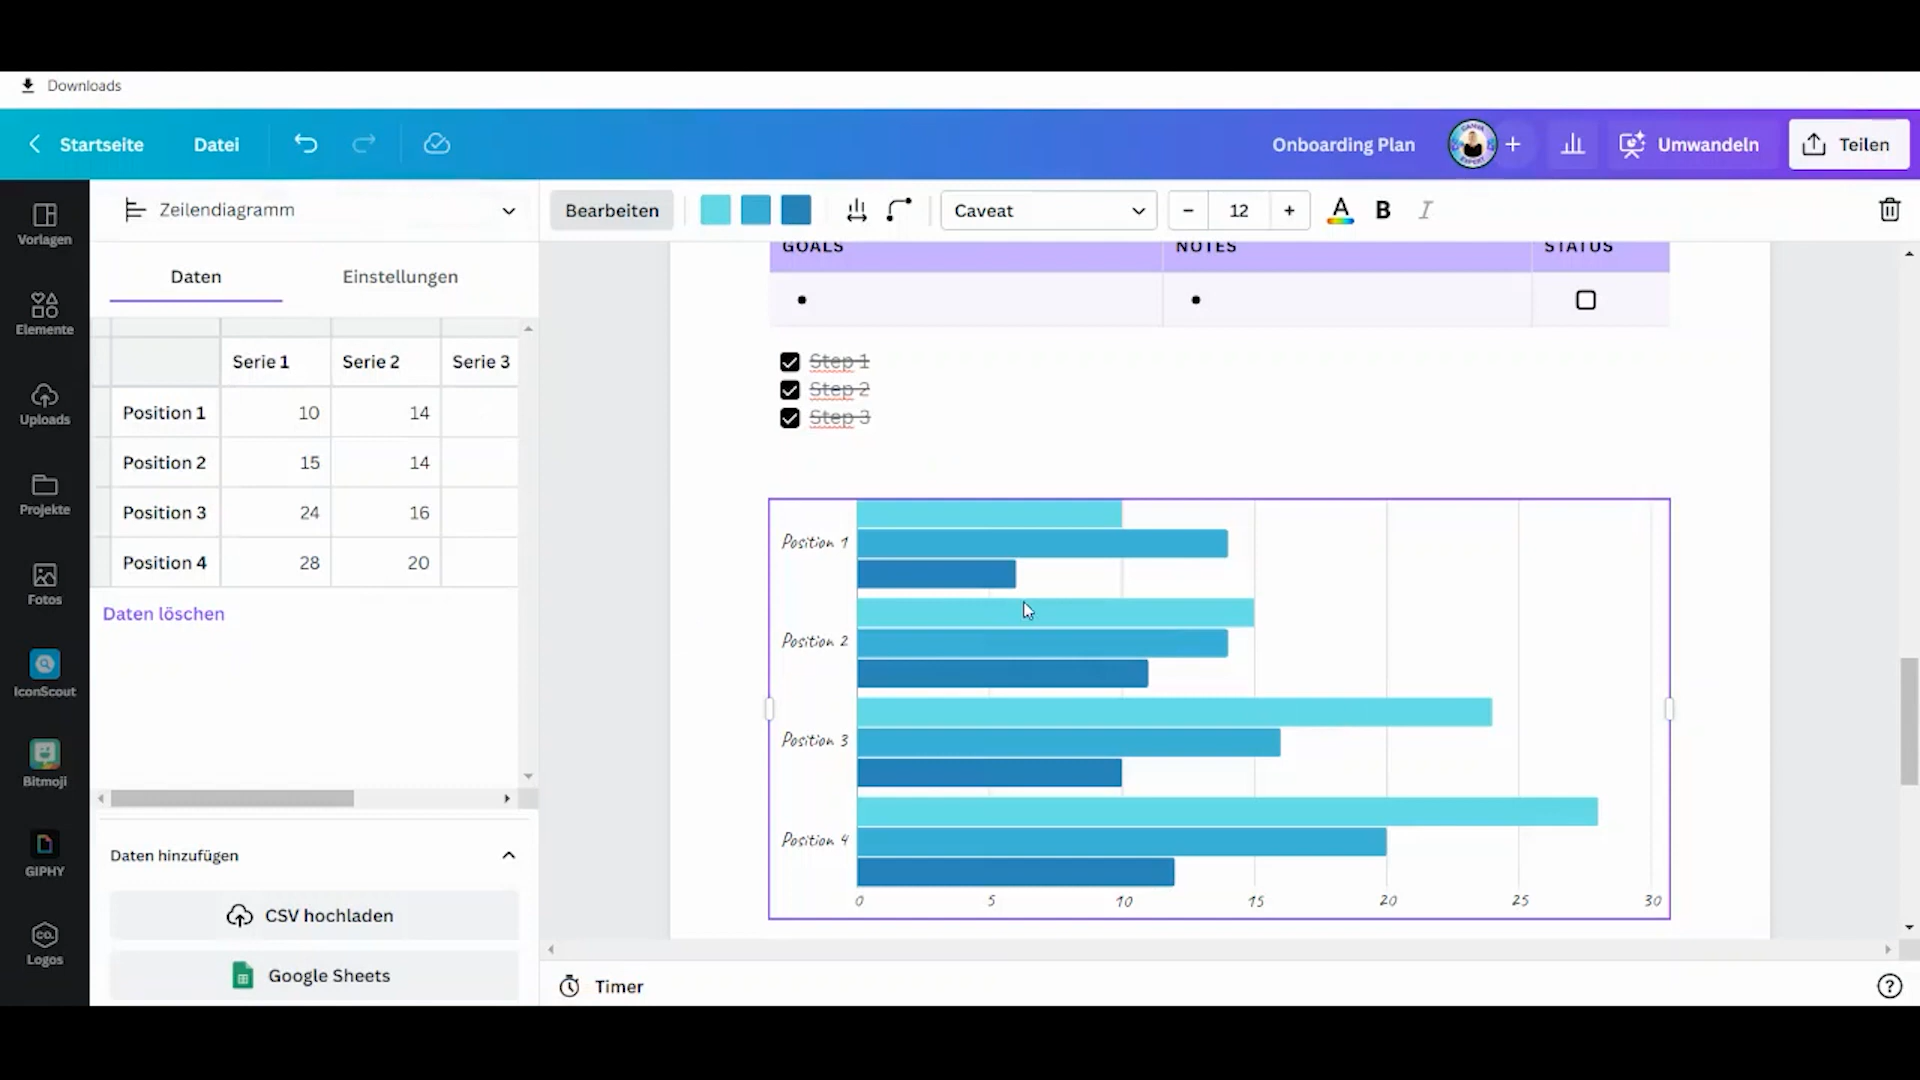 Downloads
Startseite Datei Onboarding Plan Umwandeln Teilen
Zeilendiagramm Bearbeiten Caveat - 12 + A B I
Vorlagen
Elemente
Uploads
Projekte
Fotos
IconScout
Bitmoji
GIPHY
CO.
Logos
Daten Einstellungen
Serie 1 Serie 2 Serie 3
Position 1 10 14
Position 2 15 14
Position 3 24 16
Position 4 28 20
Daten löschen
Daten hinzufügen
CSV hochladen
Google Sheets
GOALS NOTES STATUS
Step 1
Step 2
Step 3
Position 1
Position 2
Position 3
Position 4
0 5 10 15 20 25 30
Timer
?